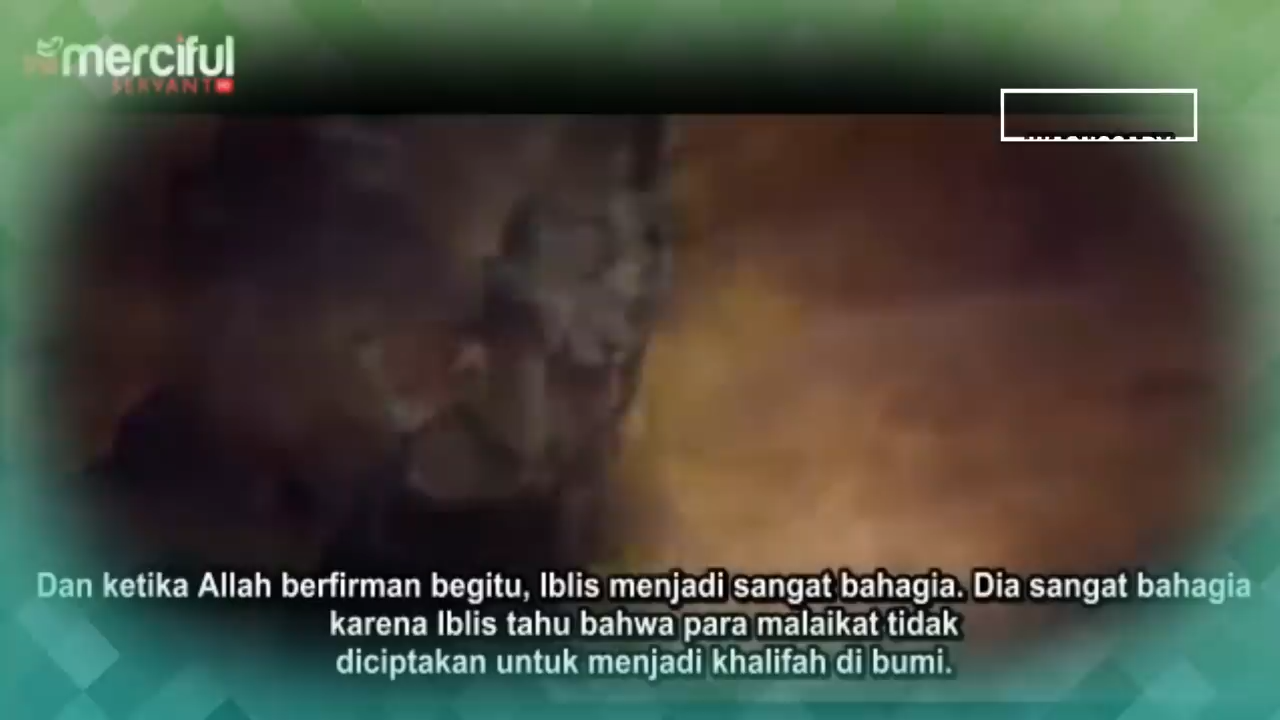 merciful
SERVANT HD
Dan ketika Allah berfirman begitu, Iblis menjadi sangat bahagia. Dia sangat bahagia
karena Iblis tahu bahwa para malaikat tidak
diciptakan untuk menjadi khalifah di bumi.